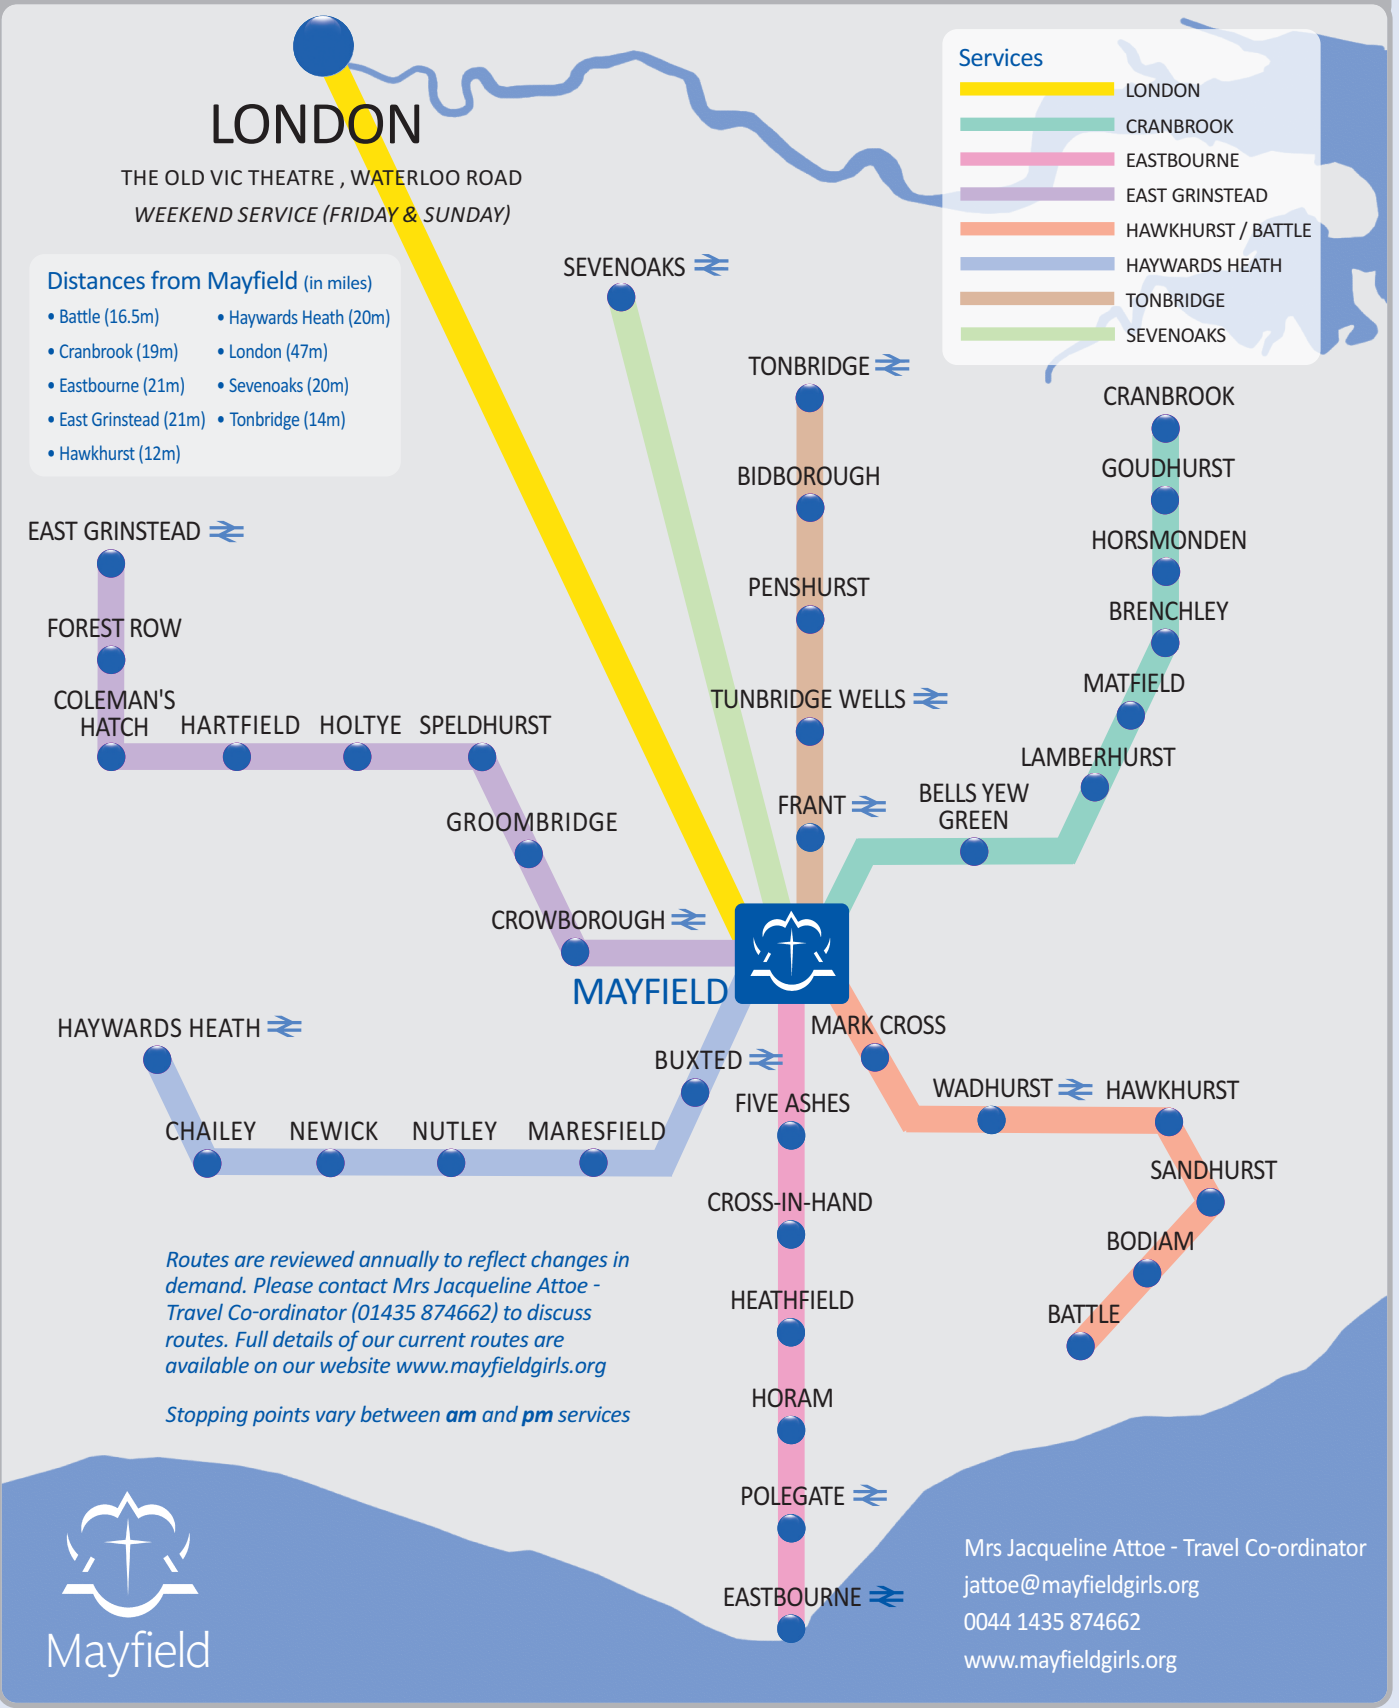 LONDON
THE OLD VIC THEATRE , WATERLOO ROAD
WEEKEND SERVICE (FRIDAY & SUNDAY)
Services
LONDON
CRANBROOK
EASTBOURNE
EAST GRINSTEAD
HAWKHURST / BATTLE
HAYWARDS HEATH
TONBRIDGE
SEVENOAKS
Distances from Mayfield (in miles)
• Battle (16.5m)
• Cranbrook (19m)
• Eastbourne (21m)
• East Grinstead (21m)
• Hawkhurst (12m)
• Haywards Heath (20m)
• London (47m)
• Sevenoaks (20m)
• Tonbridge (14m)
SEVENOAKS
TONBRIDGE
BIDBOROUGH
PENSHURST
TUNBRIDGE WELLS
FRANT
CRANBROOK
GOUDHURST
HORSMONDEN
BRENCHLEY
MATFIELD
LAMBERHURST
BELLS YEW
GREEN
EAST GRINSTEAD
FOREST ROW
COLEMAN'S
HATCH
HARTFIELD
HOLTYE
SPELDHURST
GROOMBRIDGE
CROWBOROUGH
MAYFIELD
HAYWARDS HEATH
CHAILEY
NEWICK
NUTLEY
MARESFIELD
BUXTED
MARK CROSS
WADHURST
HAWKHURST
SANDHURST
BODIAM
BATTLE
FIVE ASHES
CROSS-IN-HAND
HEATHFIELD
HORAM
POLEGATE
EASTBOURNE
Routes are reviewed annually to reflect changes in
demand. Please contact Mrs Jacqueline Attoe -
Travel Co-ordinator (01435 874662) to discuss
routes. Full details of our current routes are
available on our website www.mayfieldgirls.org
Stopping points vary between am and pm services
Mayfield
Mrs Jacqueline Attoe - Travel Co-ordinator
jattoe@mayfieldgirls.org
0044 1435 874662
www.mayfieldgirls.org